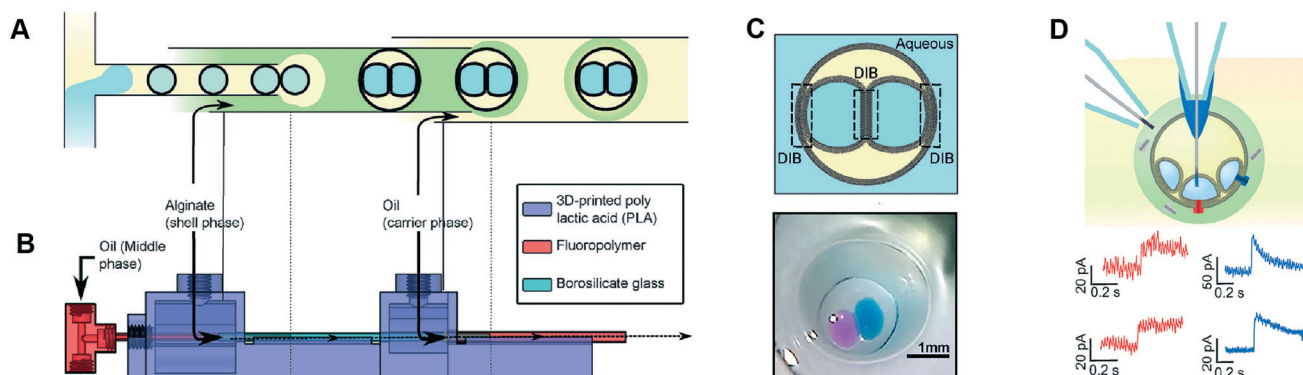 A
Alginate
(shell phase)
Oil
(carrier phase)
3D-printed poly
lactic acid (PLA)
Fluoropolymer
Borosilicate glass
B
Oil (Middle
phase)
C
Aqueous
DIB
DIB
DIB
1mm
D
20 pA
0.2 s
50 pA
0.2 s
20 pA
0.2 s
20 pA
0.2 s